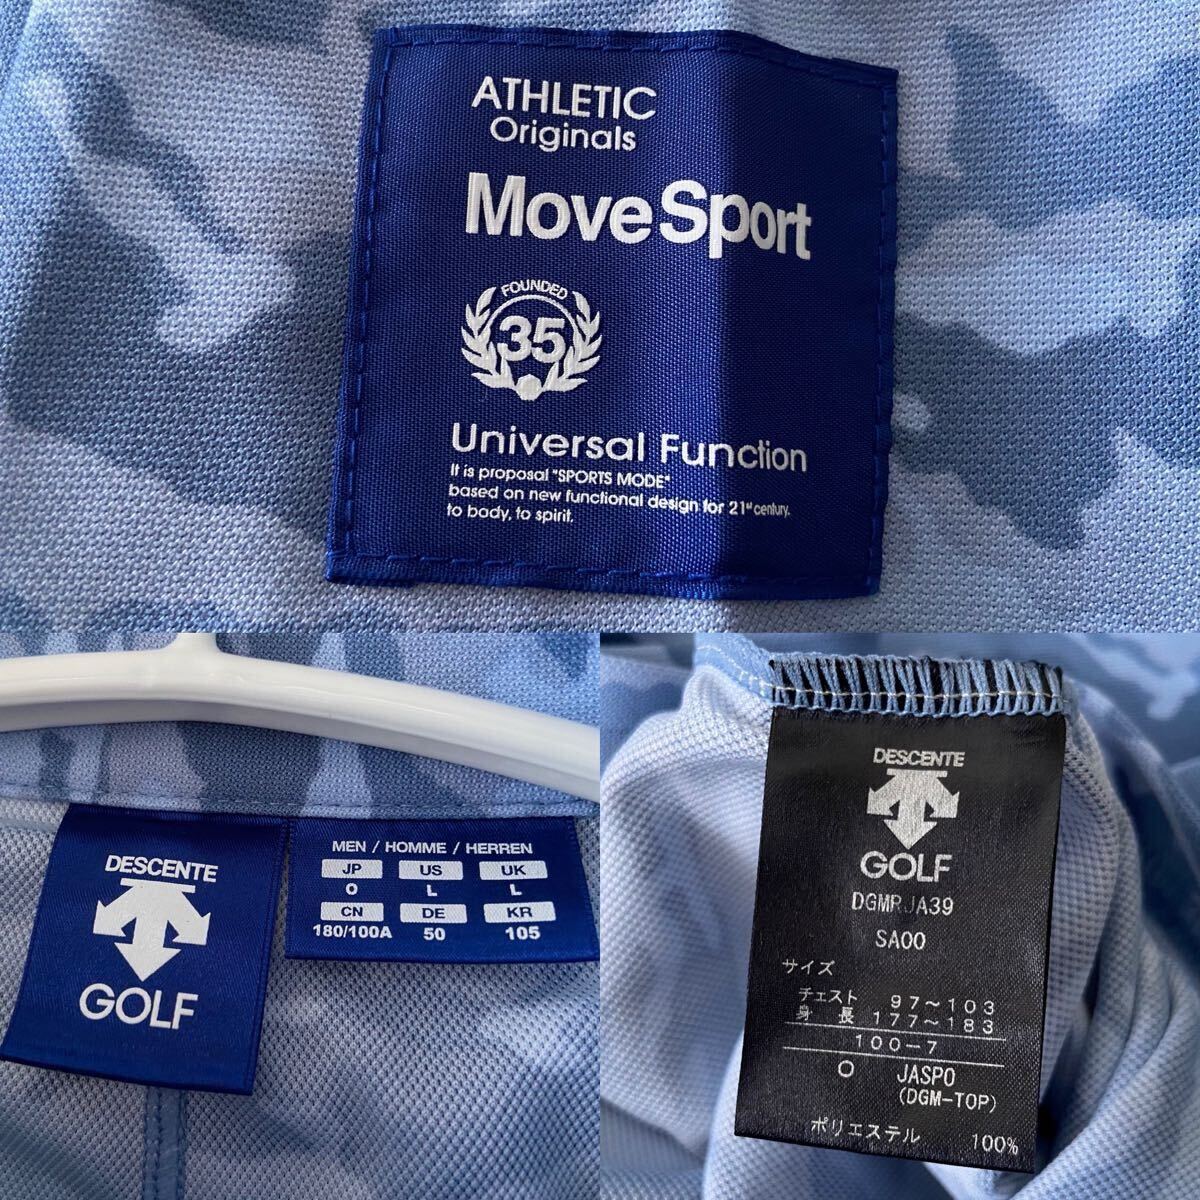 ATHLETIC
Originals
MoveSport
FOUNDED
35
Universal Function
It is proposal "SPORTS MODE"
based on new functional design for 21st century,
to body, to spirit,
DESCENTE
GOLF
MEN / HOMME / HERREN
JP US UK
O L L
CN DE KR
180/100A 50 105
DESCENTE
GOLF
DGMRJA39
SA00
サイズ
チェスト 97~103
身長 177~183
100-7
O JASPO
(DGM-TOP)
ポリエステル 100%